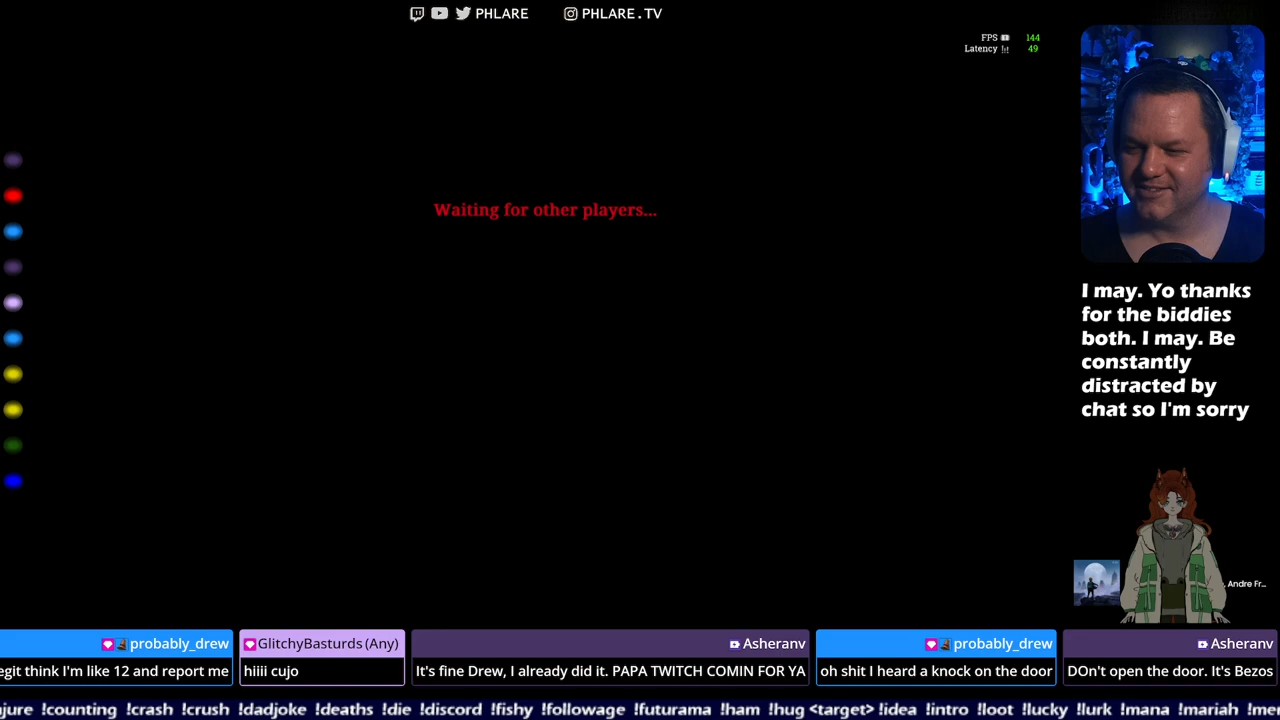 PHLARE PHLARE.TV
FPS 144
Latency 49
Waiting for other players...
I may. Yo thanks
for the biddies
both. I may. Be
constantly
distracted by
chat so I'm sorry
, Andre Fr...
probably_drew
egit think I'm like 12 and report me
GlitchyBasturds (Any)
hiiii cujo
Asheranv
It's fine Drew, I already did it. PAPA TWITCH COMIN FOR YA
probably_drew
oh shit I heard a knock on the door
Asheranv
DOn't open the door. It's Bezos
njure !counting !crash !crush !dadjoke !deaths !die !discord !fishy !followage !futurama !ham !hug <target> !idea !intro !loot !lucky !lurk !mana !mariah !mer